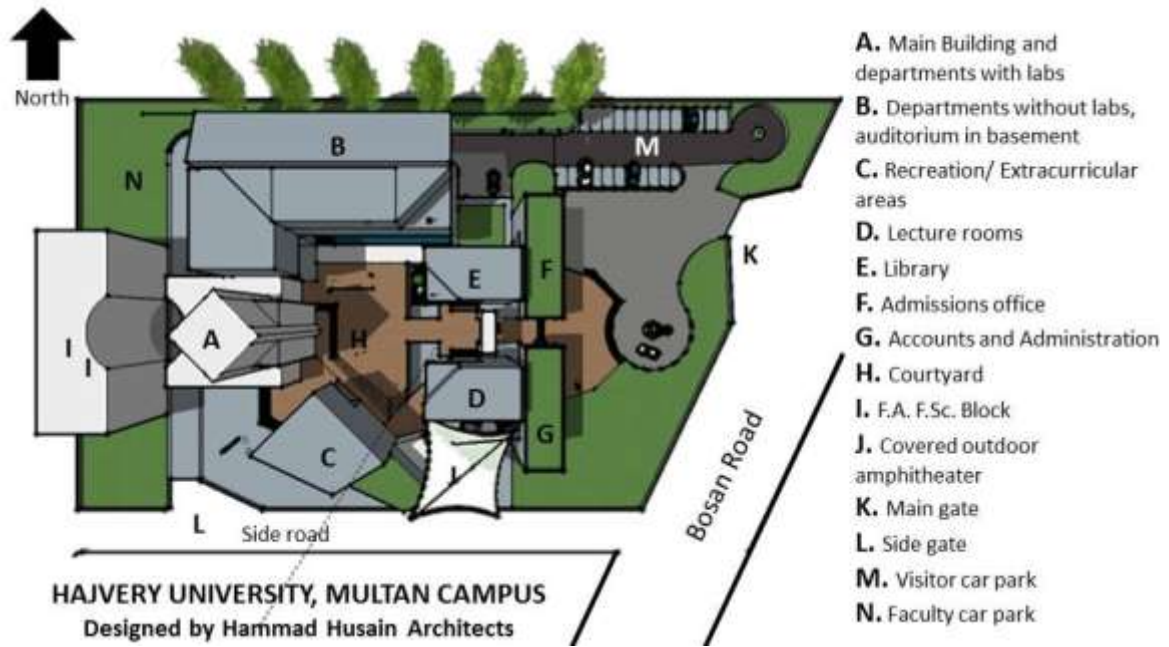 North
B
M
N
K
E
F
I
A
H
I
D
G
C
L
Side road
Bosan Road
HAJVERY UNIVERSITY, MULTAN CAMPUS
Designed by Hammad Husain Architects
A. Main Building and
departments with labs
B. Departments without labs,
auditorium in basement
C. Recreation/ Extracurricular
areas
D. Lecture rooms
E. Library
F. Admissions office
G. Accounts and Administration
H. Courtyard
I. F.A. F.Sc. Block
J. Covered outdoor
amphitheater
K. Main gate
L. Side gate
M. Visitor car park
N. Faculty car park